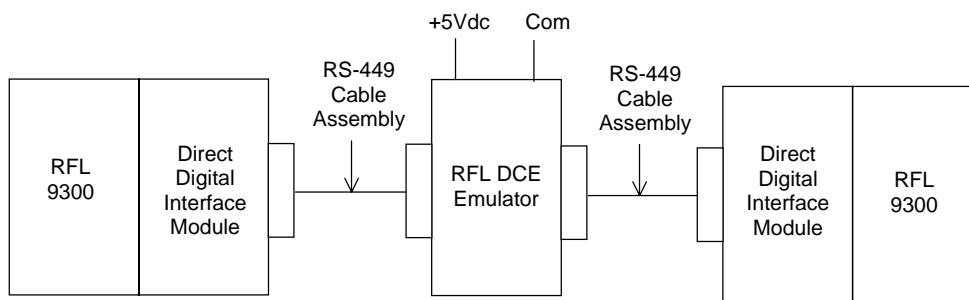 +5Vdc
Com
RS-449
Cable
Assembly
RS-449
Cable
Assembly
RFL
9300
Direct
Digital
Interface
Module
RFL DCE
Emulator
Direct
Digital
Interface
Module
RFL
9300